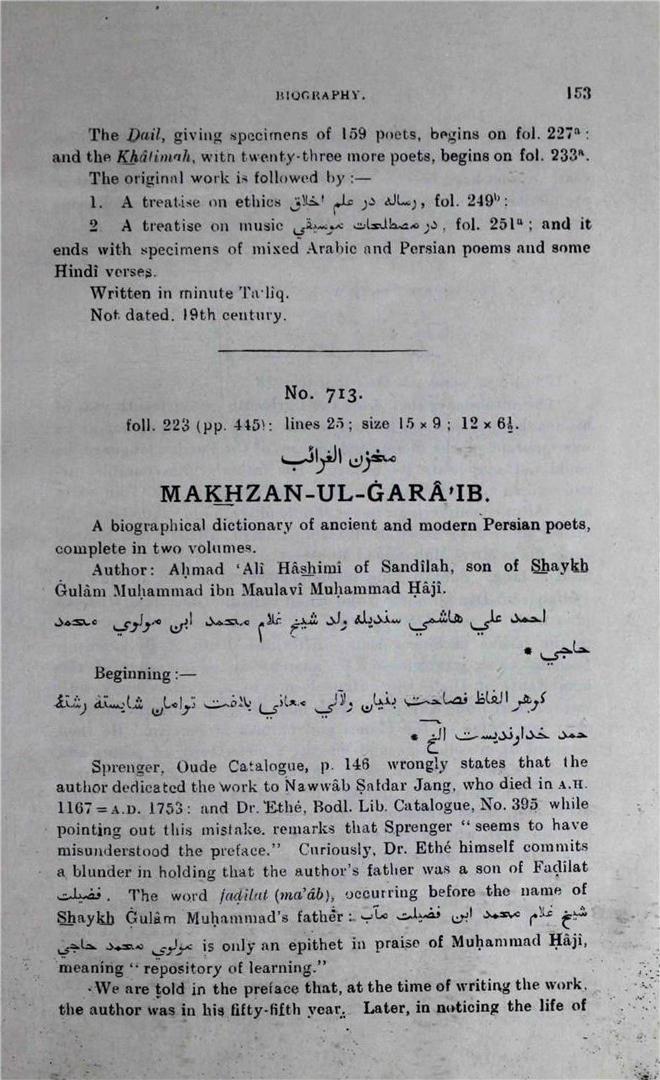 BIOGRAPHY. 153
The Dail, giving specimens of 159 poets, begins on fol. 227ª :
and the Khâtimah, with twenty-three more poets, begins on fol. 233ª.
The original work is followed by :—
1. A treatise on ethics رساله در علم اخلاق, fol. 249ᵇ ;
2 A treatise on music در مصطلحات موسيقي, fol. 251ª ; and it
ends with specimens of mixed Arabic and Persian poems and some
Hindî verses.
Written in minute Ta'lîq.
Not dated. 19th century.
No. 713.
foll. 223 (pp. 445): lines 25 ; size 15 × 9 ; 12 × 6½.
مخزن الغرائب
MAKHZAN-UL-ĠARÂ'IB.
A biographical dictionary of ancient and modern Persian poets,
complete in two volumes.
Author: Aḥmad 'Alî Hâshimî of Sandîlah, son of Shaykh
Ġulâm Muḥammad ibn Maulavî Muḥammad Ḥâjî.
احمد علي هاشمي سنديله ولد شيخ غلام محمد ابن مولوي محمد
حاجي •
Beginning :—
گوهر الفاظ فصاحت بنيان و لآلي معاني بلاغت توامان شايستهٔ رشتهٔ
حمد خداونديست الخ •
Sprenger, Oude Catalogue, p. 146 wrongly states that the
author dedicated the work to Nawwâb Ṣafdar Jang, who died in A.H.
1167 = A.D. 1753 : and Dr. Ethé, Bodl. Lib. Catalogue, No. 395 while
pointing out this mistake. remarks that Sprenger “ seems to have
misunderstood the preface.” Curiously, Dr. Ethé himself commits
a blunder in holding that the author's father was a son of Faḍîlat
فضيلت. The word faḍilat (ma'âb), occurring before the name of
Shaykh Ġulâm Muḥammad's father : شيخ غلام محمد ابن فضيلت مآب
مولوي محمد حاجي is only an epithet in praise of Muḥammad Ḥâjî,
meaning “ repository of learning.”
We are told in the preface that, at the time of writing the work,
the author was in his fifty-fifth year. Later, in noticing the life of